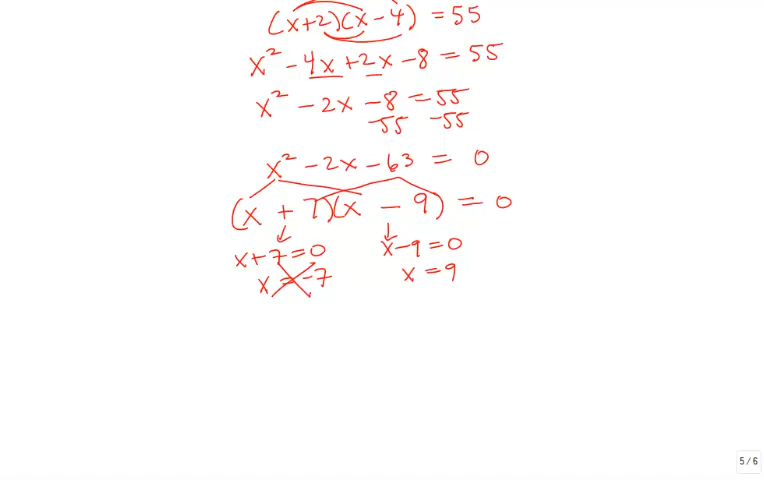 (x+2)(x-4) = 55
x² - 4x + 2x - 8 = 55
x² - 2x - 8 = 55
-55 -55
x² - 2x - 63 = 0
(x + 7)(x - 9) = 0
x+7=0 x-9=0
x = -7 x = 9
5 / 6